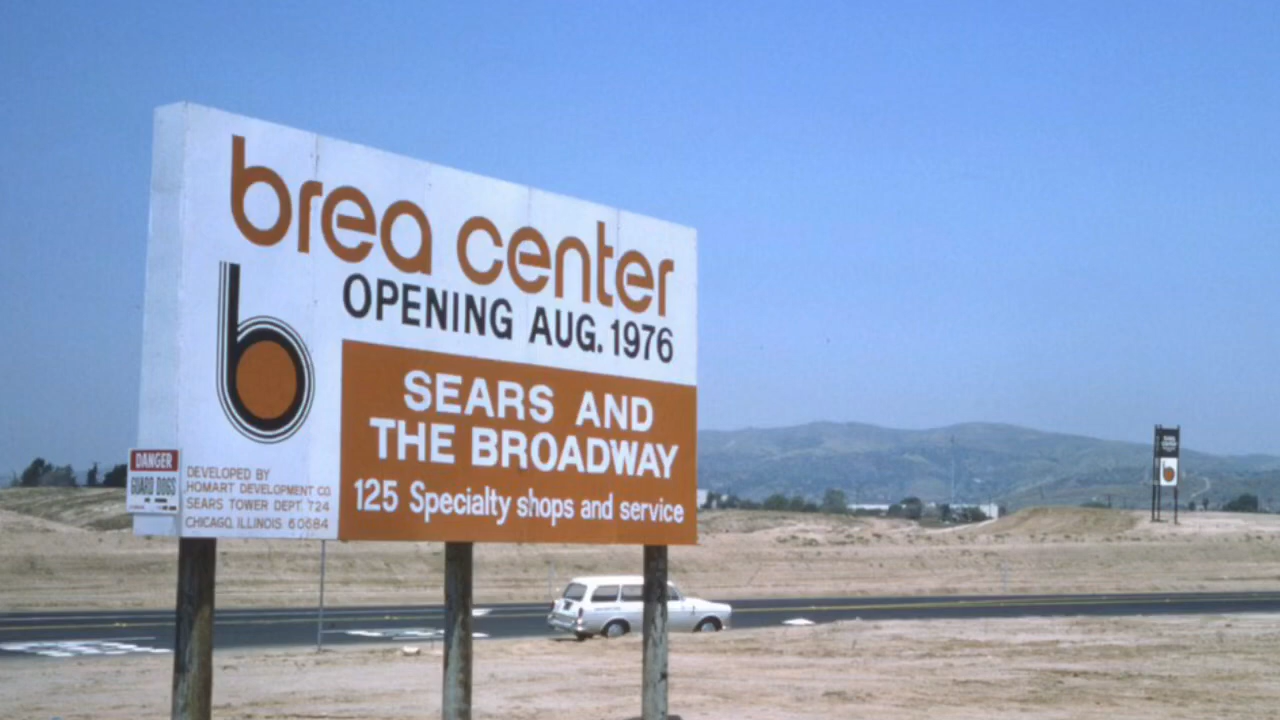 brea center
b
OPENING AUG. 1976
SEARS AND
THE BROADWAY
125 Specialty shops and service
DANGER
GUARD DOGS
DEVELOPED BY
HOMART DEVELOPMENT CO.
SEARS TOWER DEPT. 724
CHICAGO, ILLINOIS 60684
b